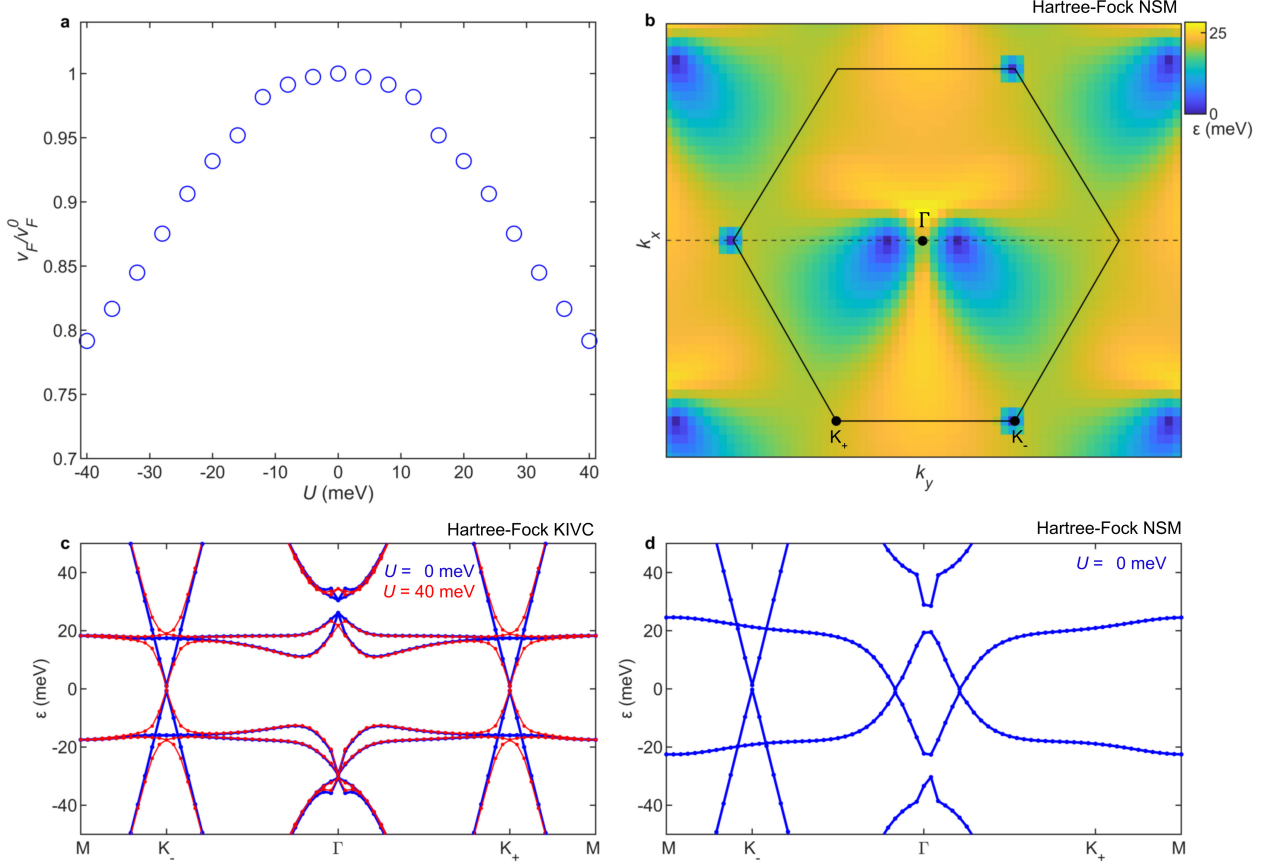 a
1
0.95
0.9
0.85
0.8
0.75
0.7
-40 -30 -20 -10 0 10 20 30 40
v_F/v_F^0
U (meV)
Hartree-Fock NSM
b
25
0
ε (meV)
Γ
K₊
K₋
k_x
k_y
Hartree-Fock KIVC
c
U = 0 meV
U = 40 meV
40
20
0
-20
-40
ε (meV)
M K₋ Γ K₊ M
Hartree-Fock NSM
d
U = 0 meV
40
20
0
-20
-40
ε (meV)
M K₋ Γ K₊ M